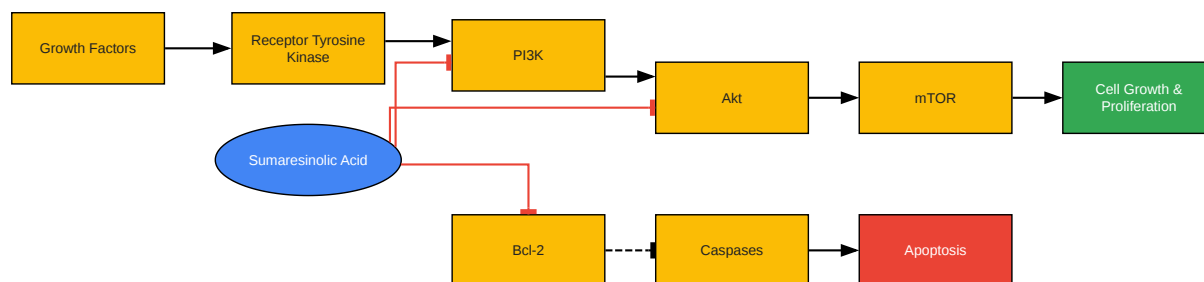 Growth Factors
Receptor Tyrosine
Kinase
PI3K
Akt
mTOR
Cell Growth &
Proliferation
Sumaresinolic Acid
Bcl-2
Caspases
Apoptosis